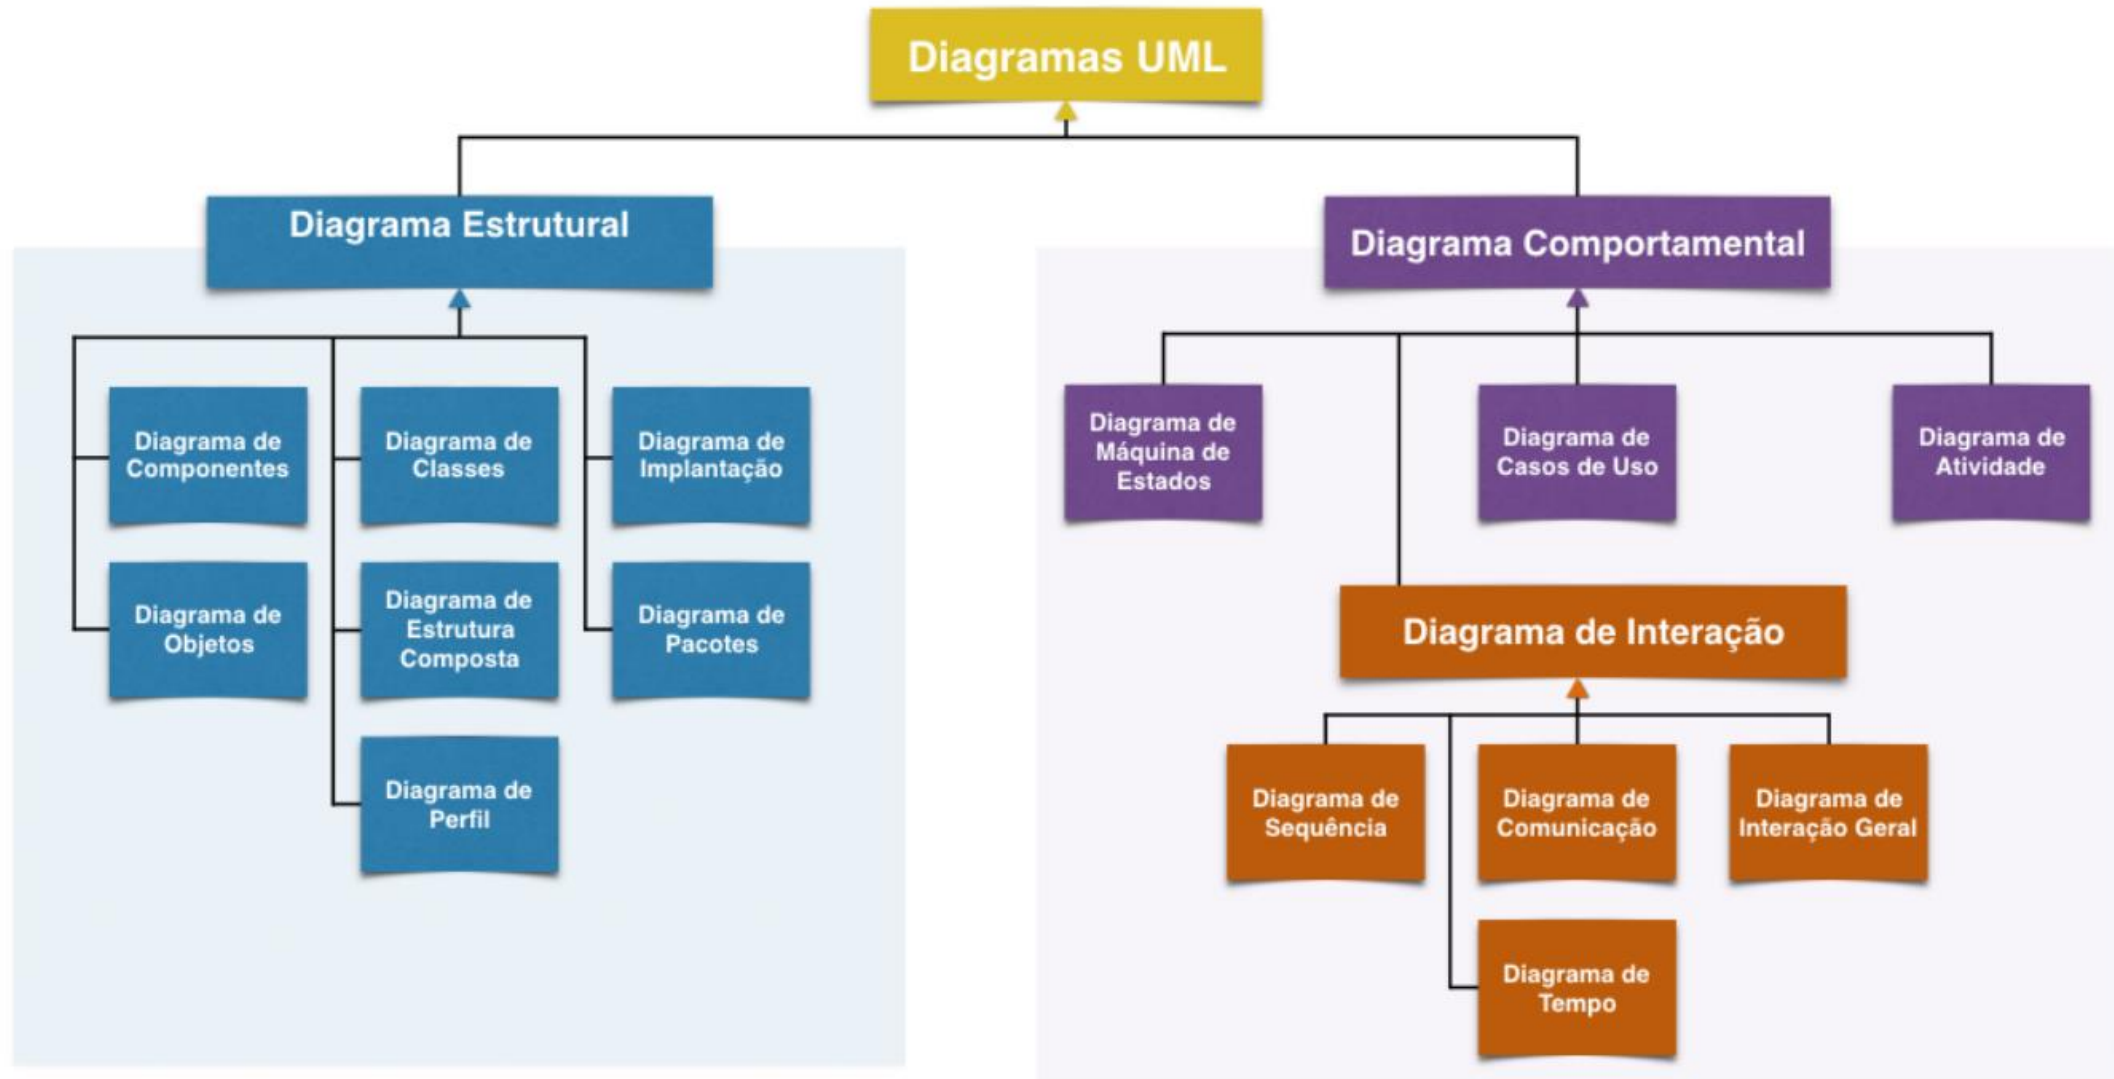 Diagramas UML
Diagrama Estrutural
Diagrama Comportamental
Diagrama de
Componentes
Diagrama de
Classes
Diagrama de
Implantação
Diagrama de
Objetos
Diagrama de
Estrutura
Composta
Diagrama de
Pacotes
Diagrama de
Perfil
Diagrama de
Máquina de
Estados
Diagrama de
Casos de Uso
Diagrama de
Atividade
Diagrama de Interação
Diagrama de
Sequência
Diagrama de
Comunicação
Diagrama de
Interação Geral
Diagrama de
Tempo